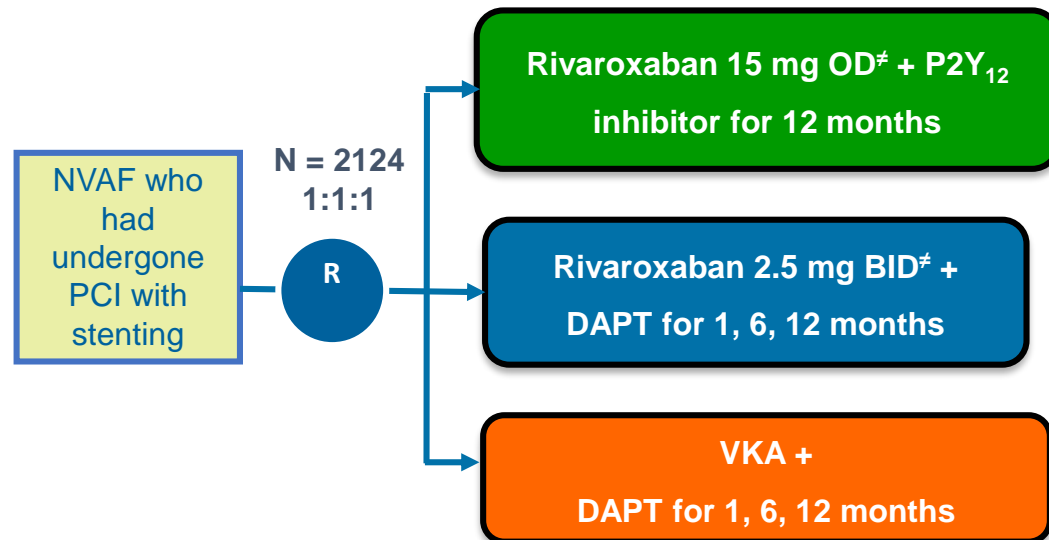 NVAF who
had
undergone
PCI with
stenting
N = 2124
1:1:1
R
Rivaroxaban 15 mg OD≠ + P2Y₁₂
inhibitor for 12 months
Rivaroxaban 2.5 mg BID≠ +
DAPT for 1, 6, 12 months
VKA +
DAPT for 1, 6, 12 months